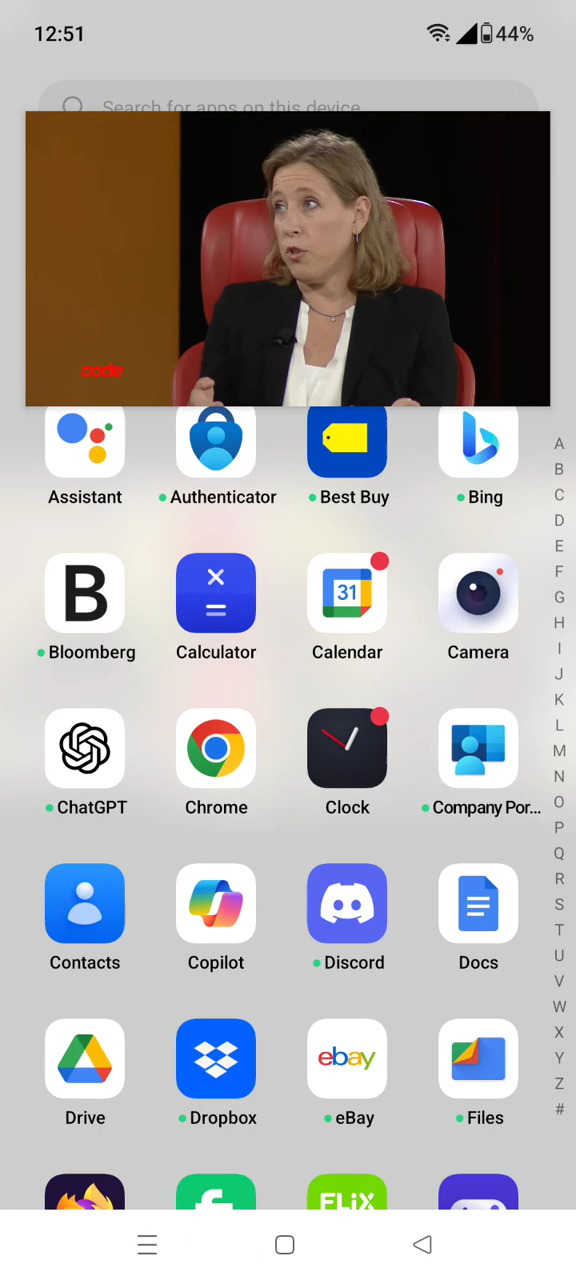 12:51
44%
Search for apps on this device
code
Assistant
Authenticator
Best Buy
Bing
31
Bloomberg
Calculator
Calendar
Camera
ChatGPT
Chrome
Clock
Company Por...
Contacts
Copilot
Discord
Docs
ebay
Drive
Dropbox
eBay
Files
FLiX
A
B
C
D
E
F
G
H
I
J
K
L
M
N
O
P
Q
R
S
T
U
V
W
X
Y
Z
#